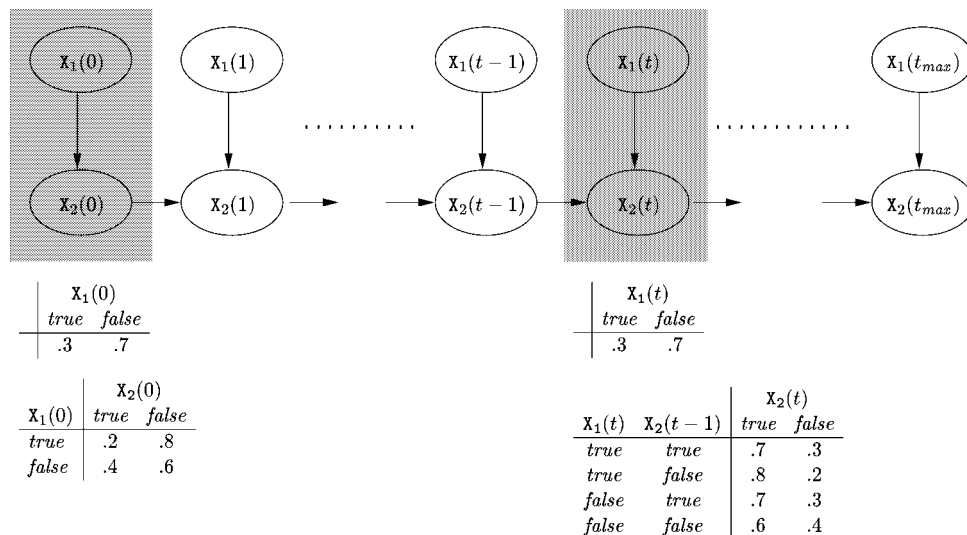 X₁(0) X₁(1) X₁(t − 1) X₁(t) X₁(t_max)
X₂(0) X₂(1) X₂(t−1) X₂(t) X₂(t_max)
X₁(0)
true false
.3 .7
X₂(0)
X₁(0) true false
true .2 .8
false .4 .6
X₁(t)
true false
.3 .7
X₂(t)
X₁(t) X₂(t − 1) true false
true true .7 .3
true false .8 .2
false true .7 .3
false false .6 .4